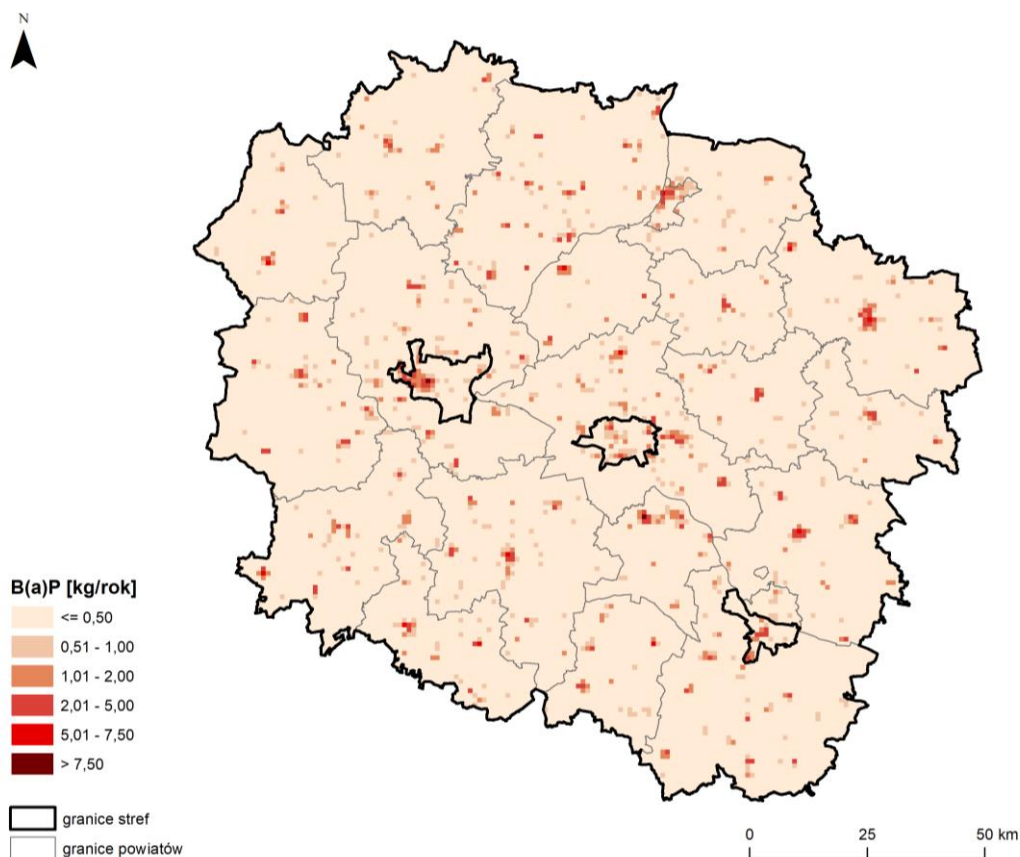 N
B(a)P [kg/rok]
<= 0,50
0,51 - 1,00
1,01 - 2,00
2,01 - 5,00
5,01 - 7,50
> 7,50
granice stref
granice powiatów
0 25 50 km